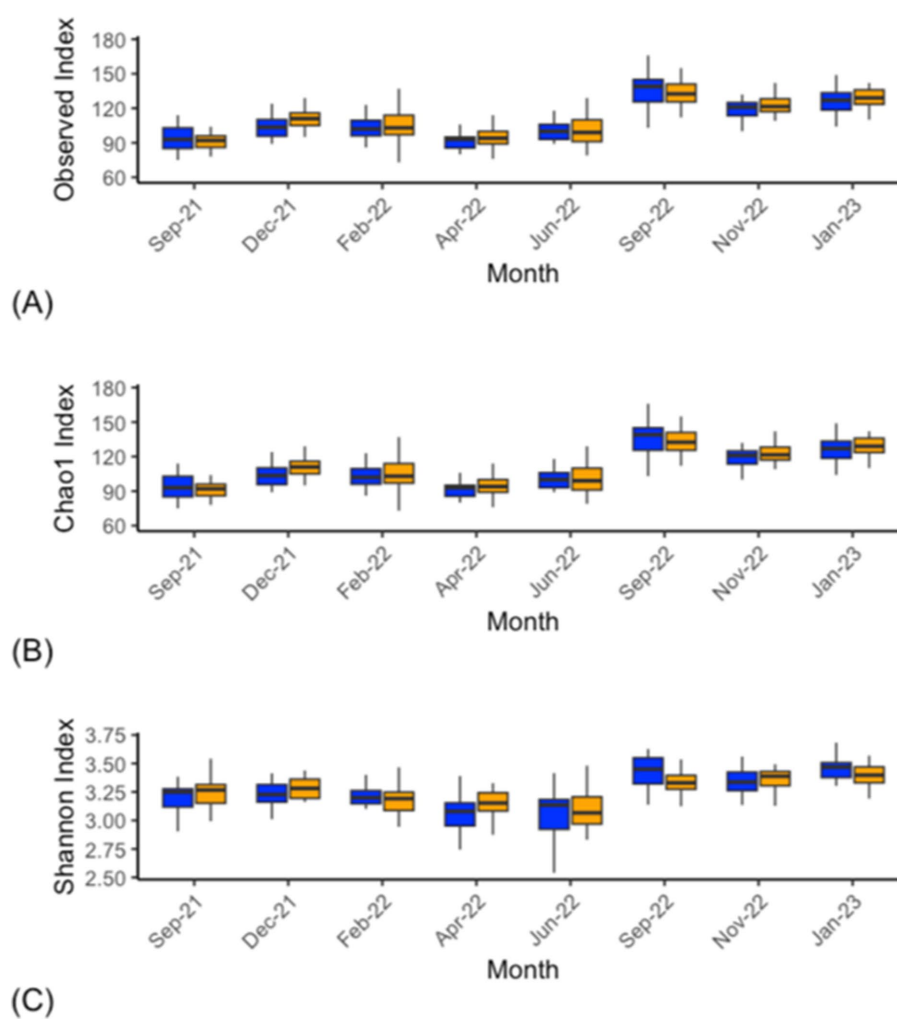 Observed Index
180
150
120
90
60
Sep-21 Dec-21 Feb-22 Apr-22 Jun-22 Sep-22 Nov-22 Jan-23
Month
(A)
Chao1 Index
180
150
120
90
60
Sep-21 Dec-21 Feb-22 Apr-22 Jun-22 Sep-22 Nov-22 Jan-23
Month
(B)
Shannon Index
3.75
3.50
3.25
3.00
2.75
2.50
Sep-21 Dec-21 Feb-22 Apr-22 Jun-22 Sep-22 Nov-22 Jan-23
Month
(C)